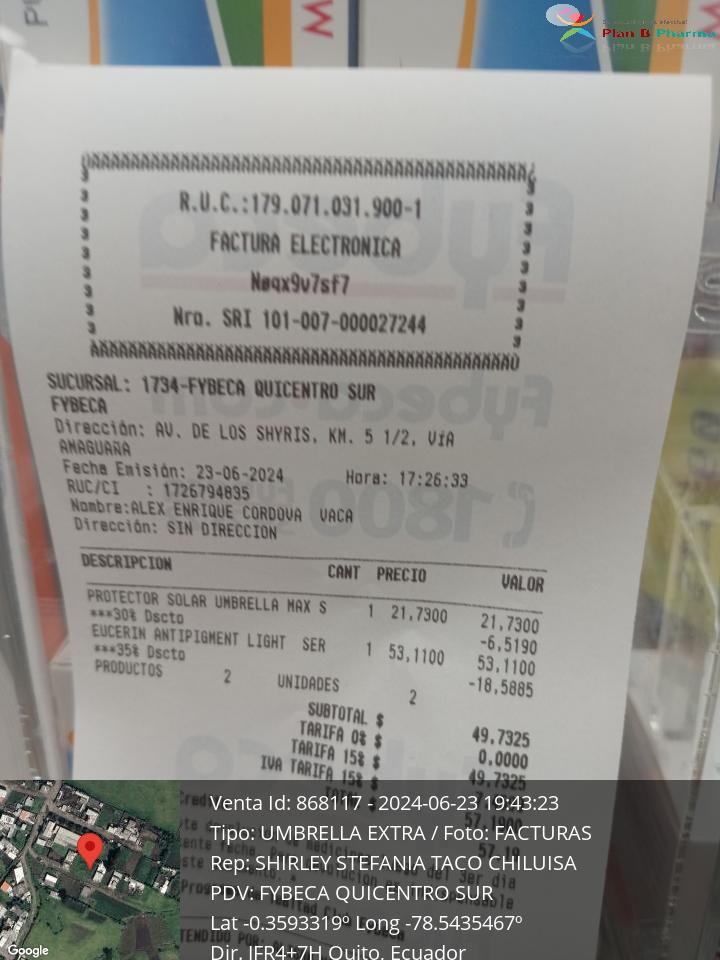 Plan B Pharma
R.U.C.:179.071.031.900-1
FACTURA ELECTRONICA
Nøqx9v7sf7
Nro. SRI 101-007-000027244
SUCURSAL: 1734-FYBECA QUICENTRO SUR
FYBECA
Dirección: AV. DE LOS SHYRIS, KM. 5 1/2, VíA
AMAGUAÑA
Fecha Emisión: 23-06-2024 Hora: 17:26:33
RUC/CI : 1726794835
Nombre:ALEX ENRIQUE CORDOVA VACA
Dirección: SIN DIRECCION
DESCRIPCION CANT PRECIO VALOR
PROTECTOR SOLAR UMBRELLA MAX S 1 21,7300 21,7300
***30% Dscto -6,5190
EUCERIN ANTIPIGMENT LIGHT SER 1 53,1100 53,1100
***35% Dscto -18,5885
PRODUCTOS 2 UNIDADES 2
SUBTOTAL $ 49,7325
TARIFA 0% $ 0,0000
TARIFA 15% $ 49,7325
IVA TARIFA 15% $
57,1900
57,19
Venta Id: 868117 - 2024-06-23 19:43:23
Tipo: UMBRELLA EXTRA / Foto: FACTURAS
Rep: SHIRLEY STEFANIA TACO CHILUISA
PDV: FYBECA QUICENTRO SUR
Lat -0.3593319º Long -78.5435467º
Dir. JFR4+7H Quito, Ecuador
Google